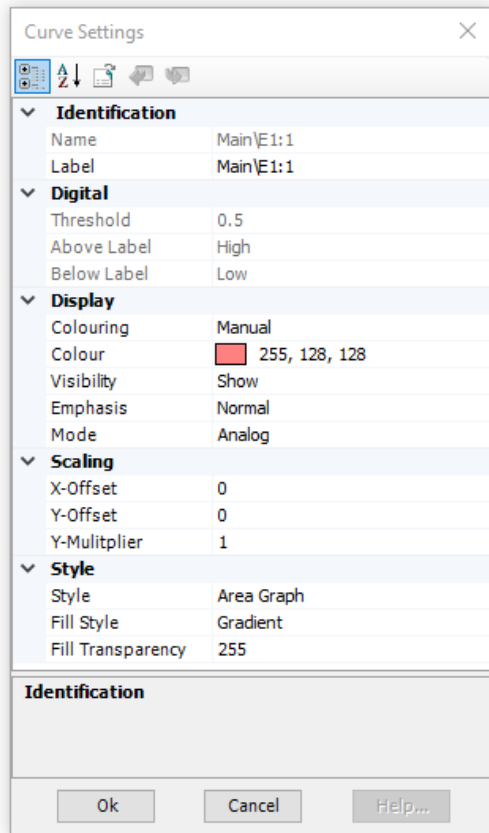 Curve Settings
Identification
Name Main\E1:1
Label Main\E1:1
Digital
Threshold 0.5
Above Label High
Below Label Low
Display
Colouring Manual
Colour 255, 128, 128
Visibility Show
Emphasis Normal
Mode Analog
Scaling
X-Offset 0
Y-Offset 0
Y-Mulitplier 1
Style
Style Area Graph
Fill Style Gradient
Fill Transparency 255
Identification
Ok Cancel Help...